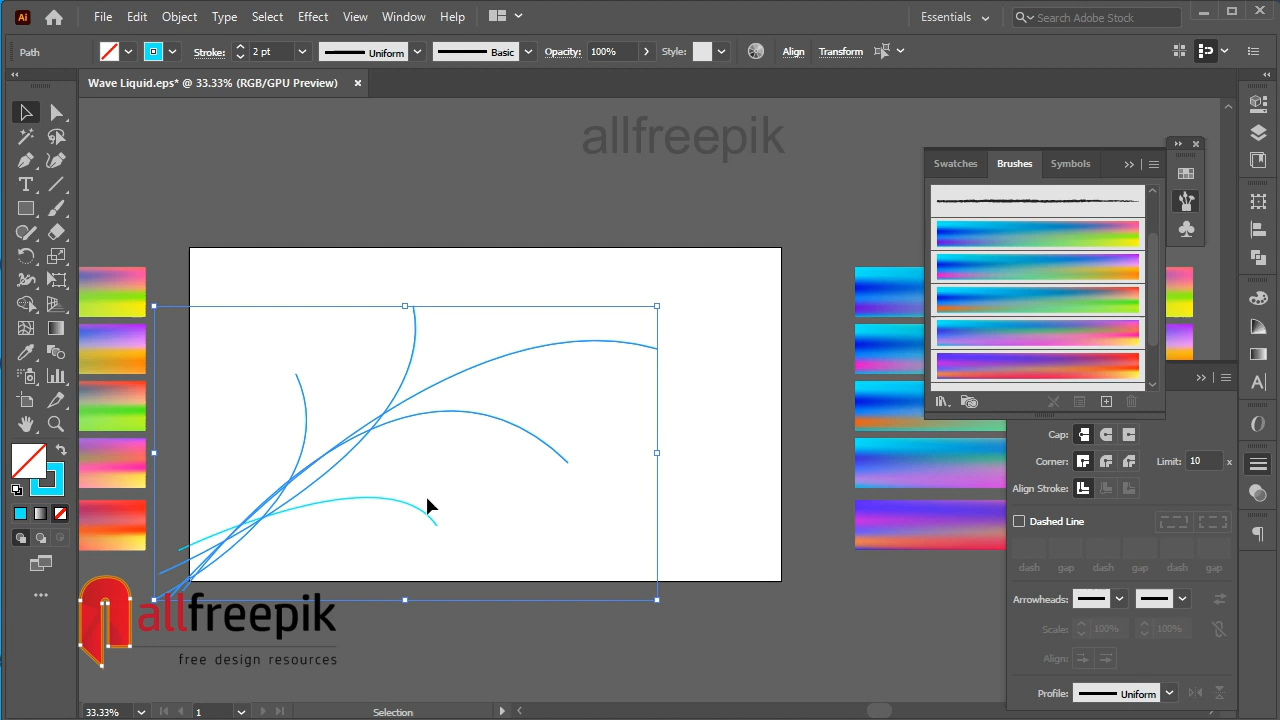 Ai
File Edit Object Type Select Effect View Window Help
Essentials
Search Adobe Stock
Path
Stroke: 2 pt Uniform Basic Opacity: 100% Style: Align Transform
Wave Liquid.eps* @ 33.33% (RGB/GPU Preview)
allfreepik
Swatches Brushes Symbols
Cap:
Corner: Limit: 10 x
Align Stroke:
Dashed Line
dash gap dash gap dash gap
Arrowheads:
Scale: 100% 100%
Align:
Profile: Uniform
allfreepik
free design resources
33.33% 1 Selection